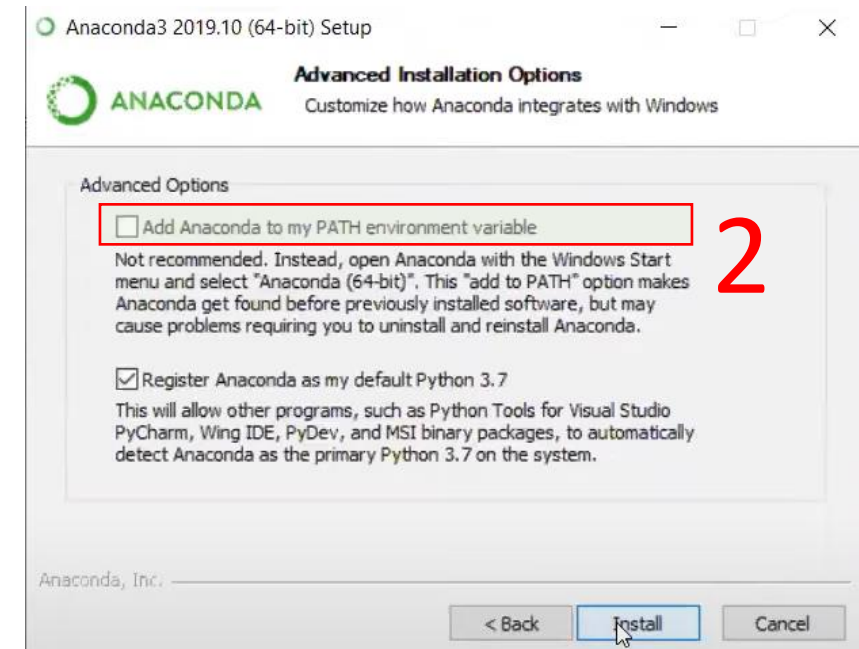 Anaconda3 2019.10 (64-bit) Setup
ANACONDA
Advanced Installation Options
Customize how Anaconda integrates with Windows
Advanced Options
Add Anaconda to my PATH environment variable
2
Not recommended. Instead, open Anaconda with the Windows Start
menu and select "Anaconda (64-bit)". This "add to PATH" option makes
Anaconda get found before previously installed software, but may
cause problems requiring you to uninstall and reinstall Anaconda.
Register Anaconda as my default Python 3.7
This will allow other programs, such as Python Tools for Visual Studio
PyCharm, Wing IDE, PyDev, and MSI binary packages, to automatically
detect Anaconda as the primary Python 3.7 on the system.
Anaconda, Inc.
< Back
Install
Cancel